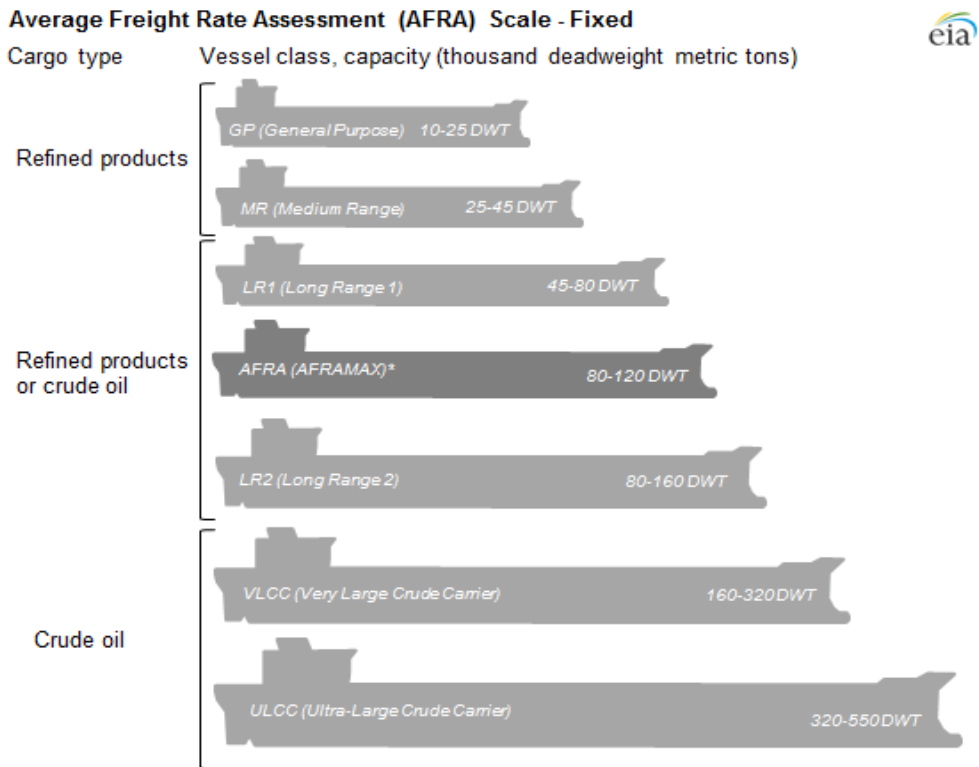 Average Freight Rate Assessment (AFRA) Scale - Fixed
eia
Cargo type
Vessel class, capacity (thousand deadweight metric tons)
Refined products
GP (General Purpose) 10-25 DWT
MR (Medium Range) 25-45 DWT
Refined products
or crude oil
LR1 (Long Range 1) 45-80 DWT
AFRA (AFRAMAX)* 80-120 DWT
LR2 (Long Range 2) 80-160 DWT
Crude oil
VLCC (Very Large Crude Carrier) 160-320 DWT
ULCC (Ultra-Large Crude Carrier) 320-550 DWT